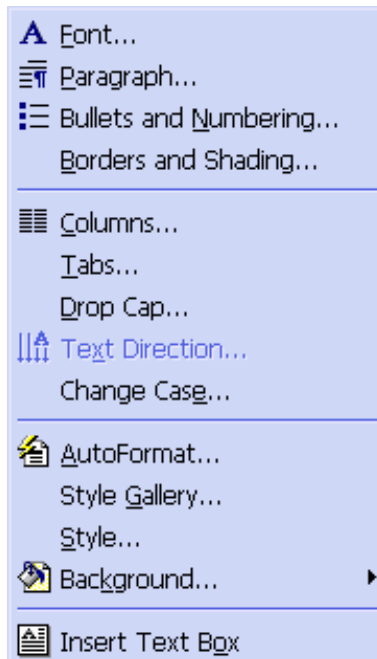 Font...
Paragraph...
Bullets and Numbering...
Borders and Shading...
Columns...
Tabs...
Drop Cap...
Text Direction...
Change Case...
AutoFormat...
Style Gallery...
Style...
Background...
Insert Text Box